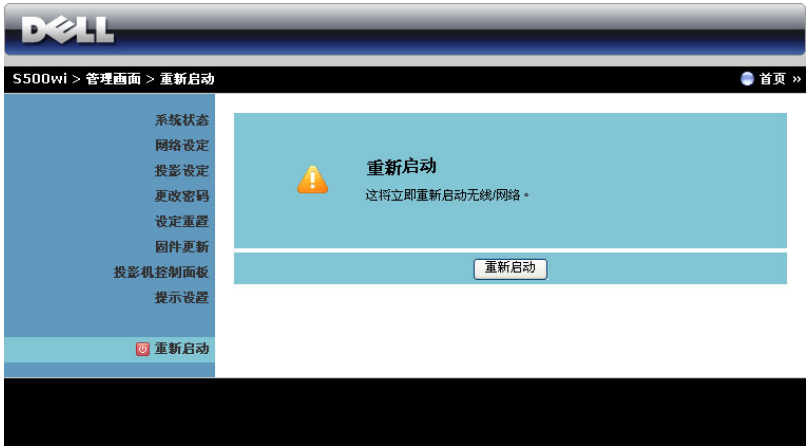 DELL
S500wi > 管理画面 > 重新启动
首页 »
系统状态
网络设定
投影设定
更改密码
设定重置
固件更新
投影机控制面板
提示设置
重新启动
重新启动
这将立即重新启动无线/网络。
重新启动